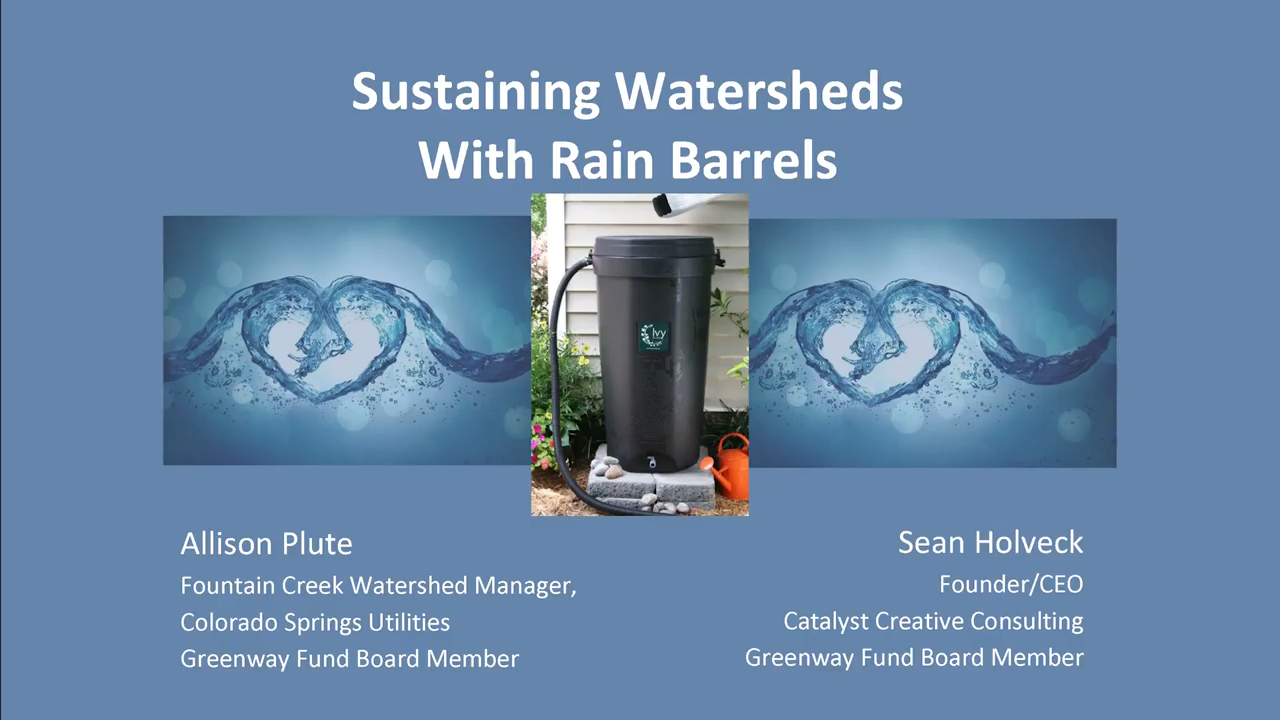 Sustaining Watersheds
With Rain Barrels
Ivy
Allison Plute
Fountain Creek Watershed Manager,
Colorado Springs Utilities
Greenway Fund Board Member
Sean Holveck
Founder/CEO
Catalyst Creative Consulting
Greenway Fund Board Member